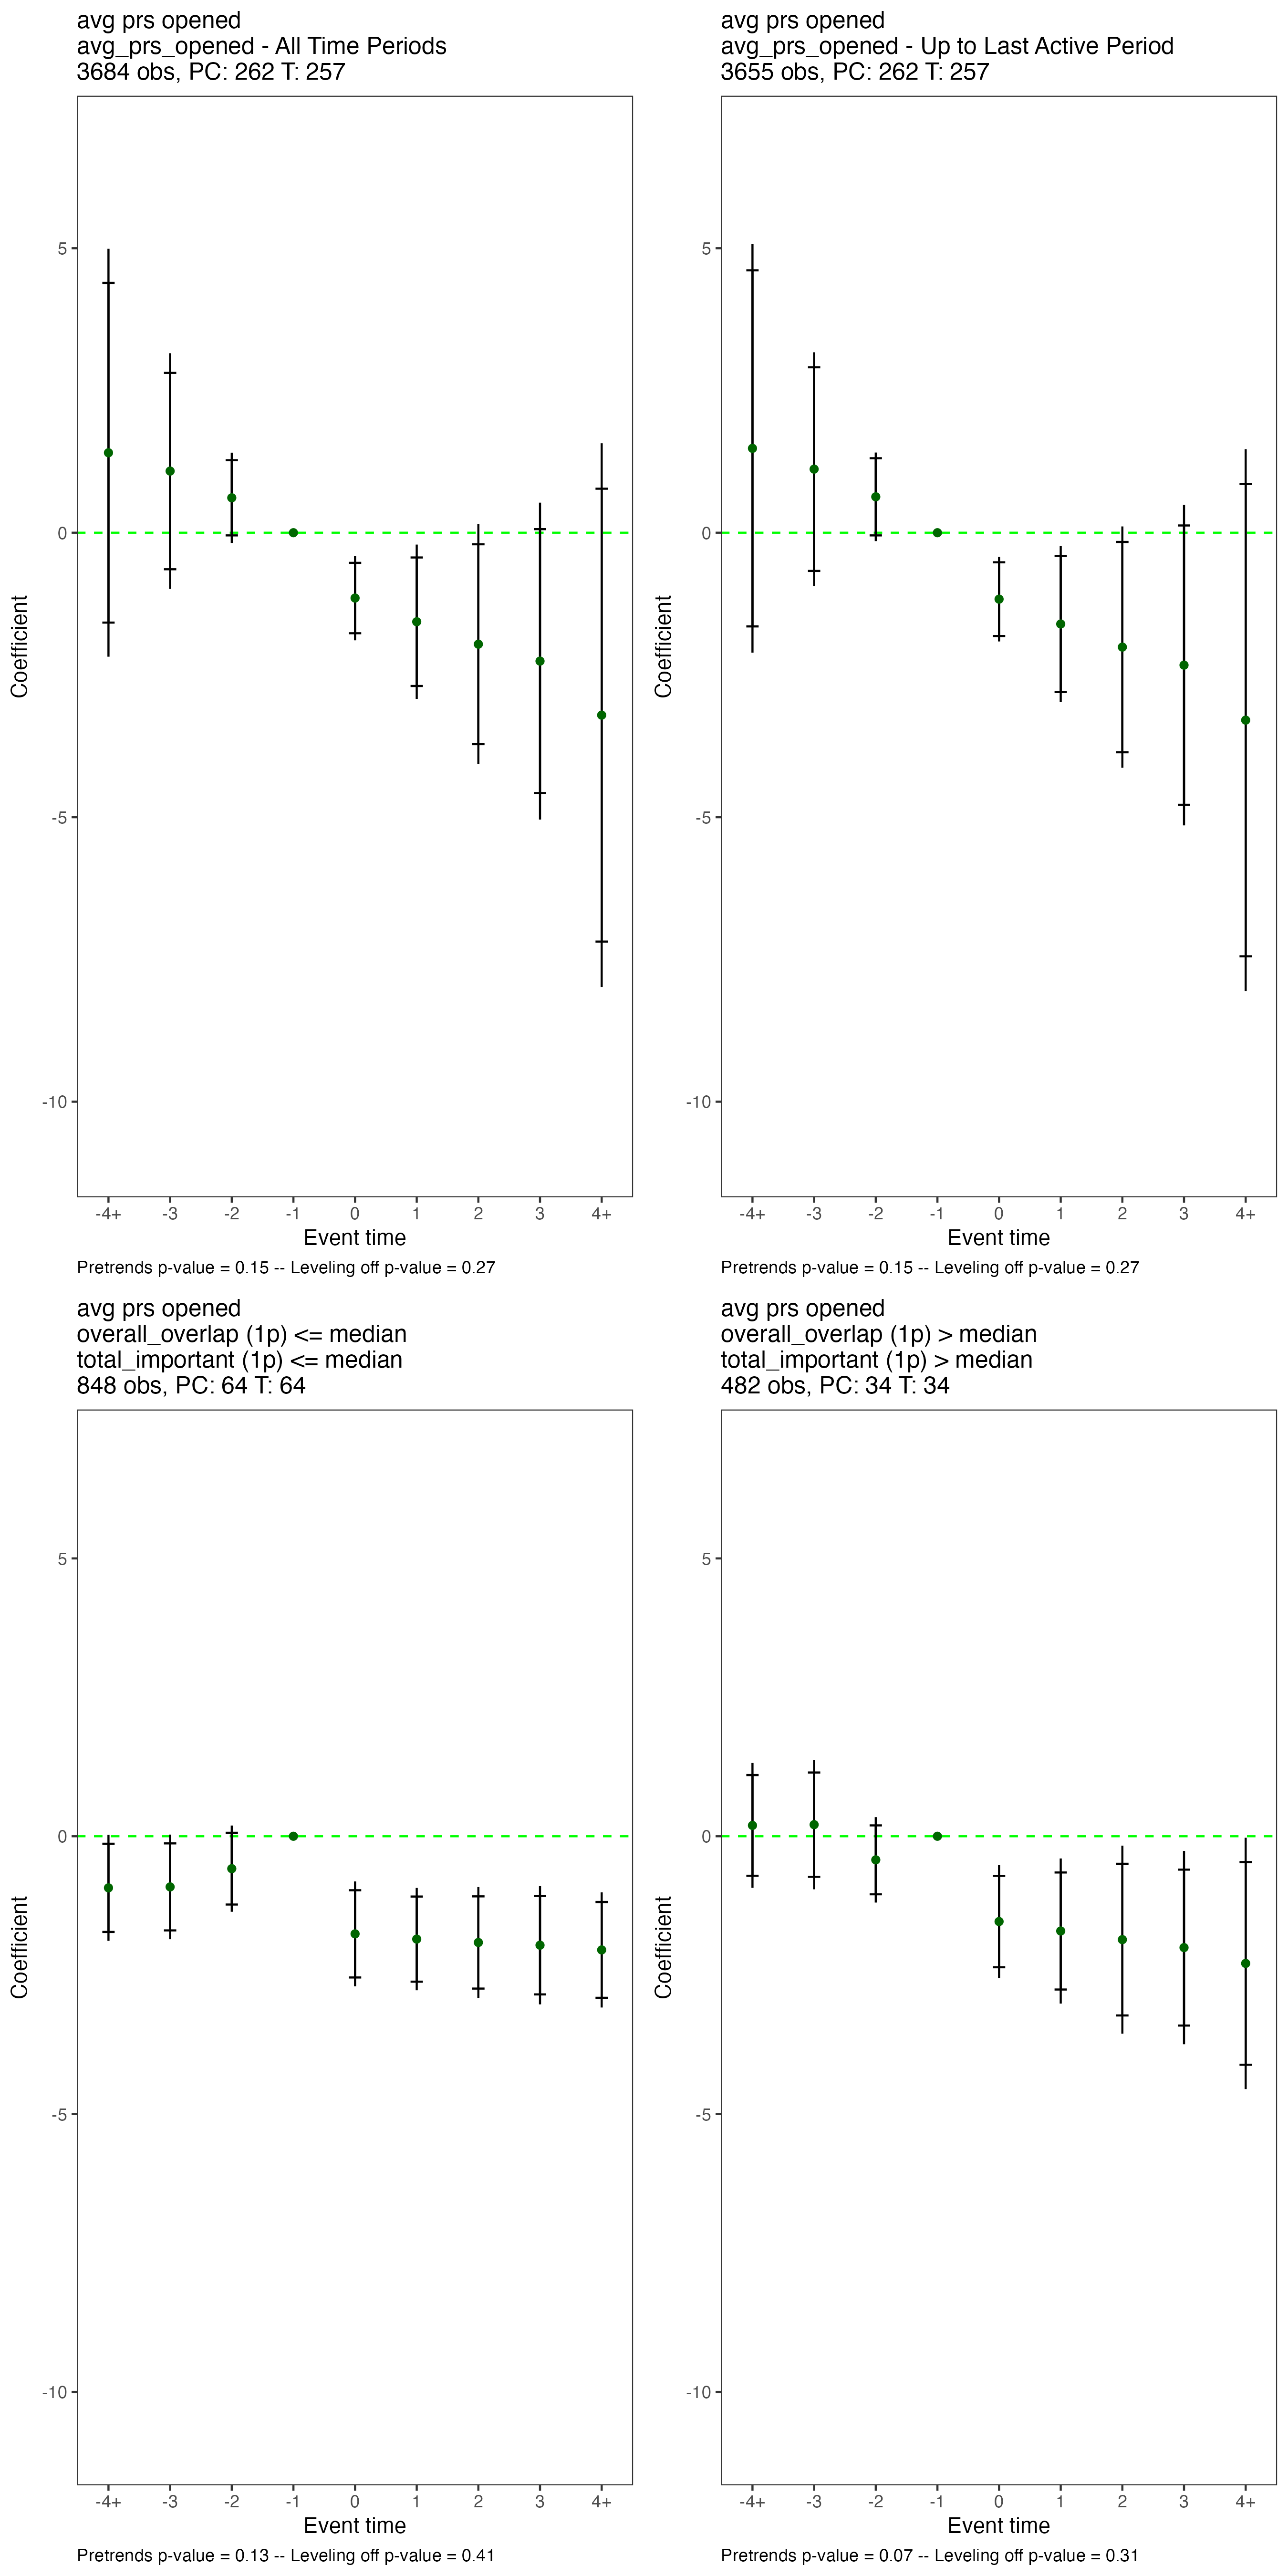 avg prs opened
avg_prs_opened - All Time Periods
3684 obs, PC: 262 T: 257
5
0
-5
-10
Coefficient
-4+ -3 -2 -1 0 1 2 3 4+
Event time
Pretrends p-value = 0.15 -- Leveling off p-value = 0.27
avg prs opened
avg_prs_opened - Up to Last Active Period
3655 obs, PC: 262 T: 257
5
0
-5
-10
Coefficient
-4+ -3 -2 -1 0 1 2 3 4+
Event time
Pretrends p-value = 0.15 -- Leveling off p-value = 0.27
avg prs opened
overall_overlap (1p) <= median
total_important (1p) <= median
848 obs, PC: 64 T: 64
5
0
-5
-10
Coefficient
-4+ -3 -2 -1 0 1 2 3 4+
Event time
Pretrends p-value = 0.13 -- Leveling off p-value = 0.41
avg prs opened
overall_overlap (1p) > median
total_important (1p) > median
482 obs, PC: 34 T: 34
5
0
-5
-10
Coefficient
-4+ -3 -2 -1 0 1 2 3 4+
Event time
Pretrends p-value = 0.07 -- Leveling off p-value = 0.31